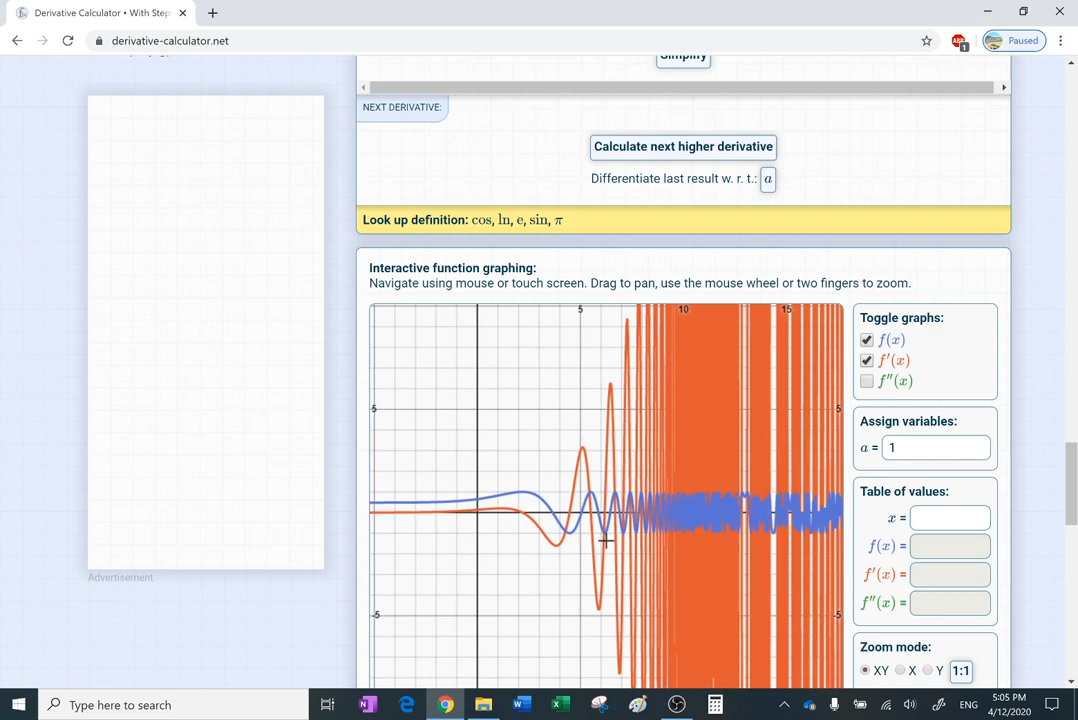 Derivative Calculator • With Step
derivative-calculator.net
ABP
1
Paused
Simplify
NEXT DERIVATIVE:
Calculate next higher derivative
Differentiate last result w. r. t.: a
Look up definition: cos, ln, e, sin, π
Interactive function graphing:
Navigate using mouse or touch screen. Drag to pan, use the mouse wheel or two fingers to zoom.
5
10
15
5
5
-5
-5
Toggle graphs:
f(x)
f′(x)
f″(x)
Assign variables:
a = 1
Table of values:
x =
f(x) =
f′(x) =
f″(x) =
Zoom mode:
XY X Y 1:1
Advertisement
Type here to search
ENG
5:05 PM
4/12/2020